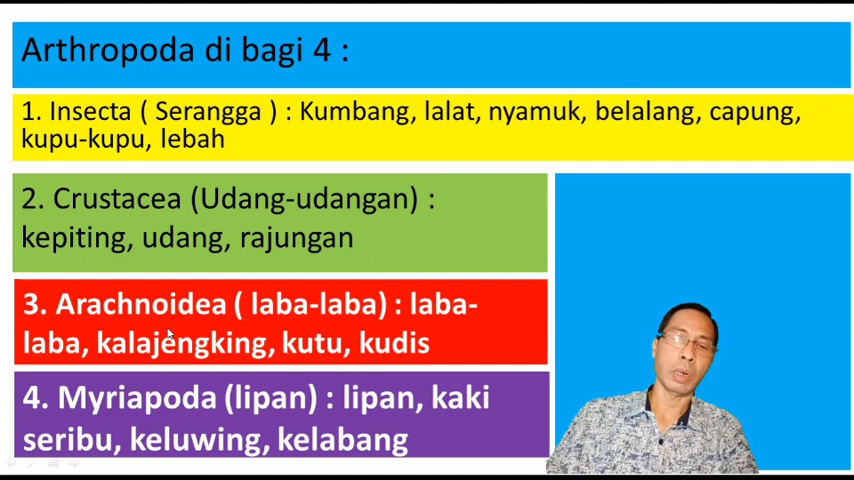 Arthropoda di bagi 4 :
1. Insecta ( Serangga ) : Kumbang, lalat, nyamuk, belalang, capung,
kupu-kupu, lebah
2. Crustacea (Udang-udangan) :
kepiting, udang, rajungan
3. Arachnoidea ( laba-laba) : laba-
laba, kalajengking, kutu, kudis
4. Myriapoda (lipan) : lipan, kaki
seribu, keluwing, kelabang